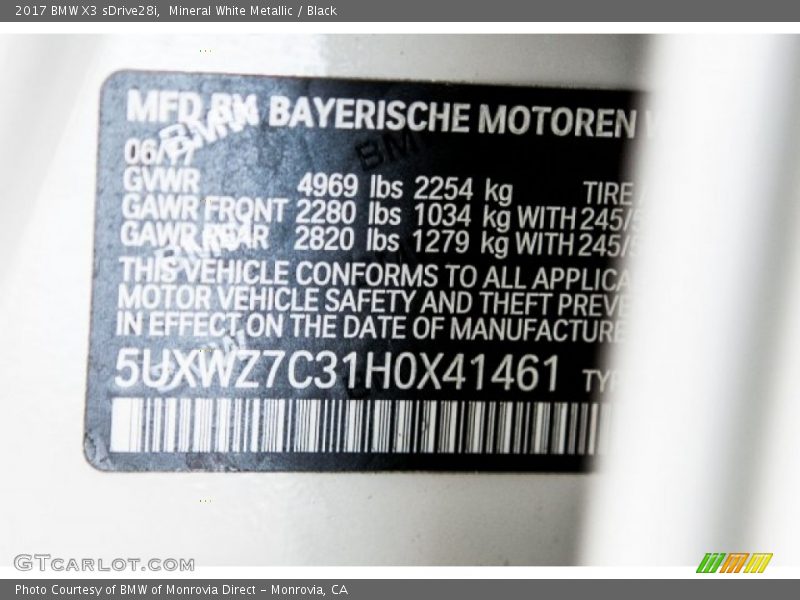 2017 BMW X3 sDrive28i, Mineral White Metallic / Black
MFD BY BAYERISCHE MOTOREN W
06/17
GVWR 4969 lbs 2254 kg TIRE
GAWR FRONT 2280 lbs 1034 kg WITH 245/5
GAWR REAR 2820 lbs 1279 kg WITH 245/5
THIS VEHICLE CONFORMS TO ALL APPLICA
MOTOR VEHICLE SAFETY AND THEFT PREVE
IN EFFECT ON THE DATE OF MANUFACTURE
5UXWZ7C31H0X41461 TYP
GTcarlot.com
Photo Courtesy of BMW of Monrovia Direct - Monrovia, CA